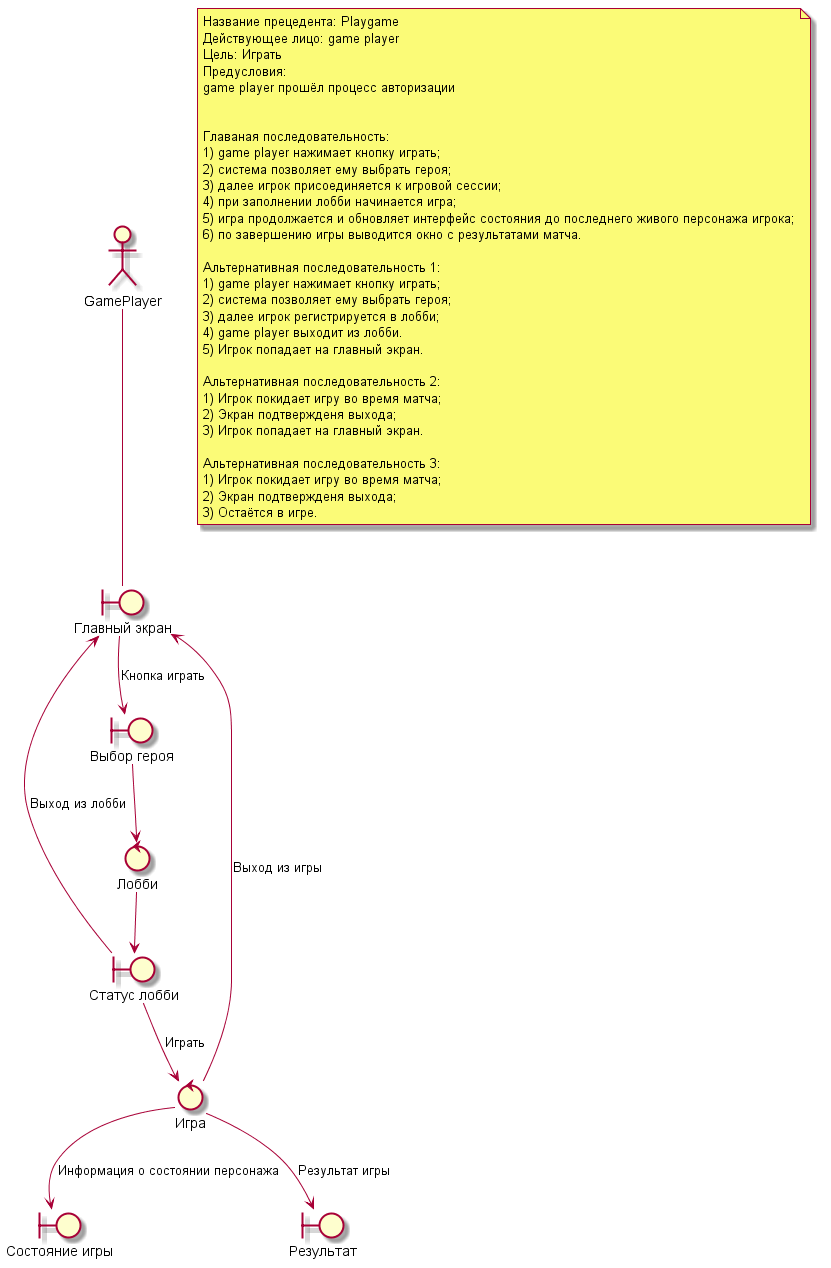 Название прецедента: Playgame
Действующее лицо: game player
Цель: Играть
Предусловия:
game player прошёл процесс авторизации
Главаная последовательность:
1) game player нажимает кнопку играть;
2) система позволяет ему выбрать героя;
3) далее игрок присоединяется к игровой сессии;
4) при заполнении лобби начинается игра;
5) игра продолжается и обновляет интерфейс состояния до последнего живого персонажа игрока;
6) по завершению игры выводится окно с результатами матча.
Альтернативная последовательность 1:
1) game player нажимает кнопку играть;
2) система позволяет ему выбрать героя;
3) далее игрок регистрируется в лобби;
4) game player выходит из лобби.
5) Игрок попадает на главный экран.
Альтернативная последовательность 2:
1) Игрок покидает игру во время матча;
2) Экран подтвержденя выхода;
3) Игрок попадает на главный экран.
Альтернативная последовательность 3:
1) Игрок покидает игру во время матча;
2) Экран подтвержденя выхода;
3) Остаётся в игре.
GamePlayer
Главный экран
Кнопка играть
Выбор героя
Выход из лобби
Выход из игры
Лобби
Статус лобби
Играть
Игра
Информация о состоянии персонажа
Результат игры
Состояние игры
Результат